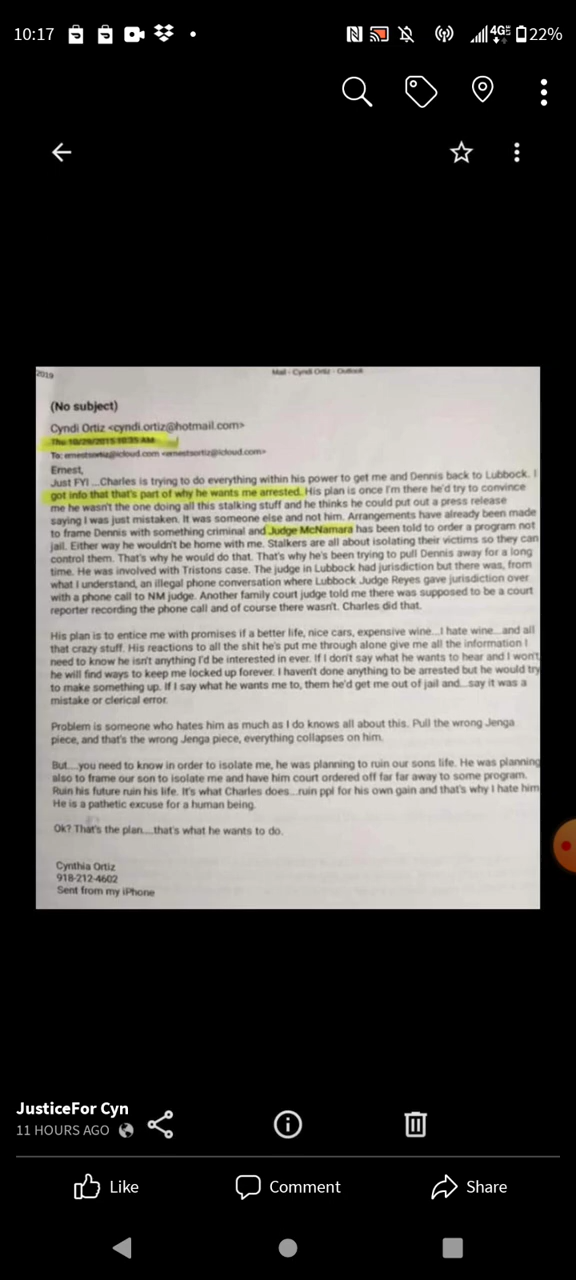 10:17
4G
22%
2019
Mail - Cyndi Ortiz - Outlook
(No subject)
Cyndi Ortiz <cyndi.ortiz@hotmail.com>
Thu 10/29/2015 10:35 AM
To: ernestsortiz@icloud.com <ernestsortiz@icloud.com>
Ernest,
Just FYI ...Charles is trying to do everything within his power to get me and Dennis back to Lubbock. I
got info that that's part of why he wants me arrested. His plan is once I'm there he'd try to convince
me he wasn't the one doing all this stalking stuff and he thinks he could put out a press release
saying I was just mistaken. It was someone else and not him. Arrangements have already been made
to frame Dennis with something criminal and Judge McNamara has been told to order a program not
jail. Either way he wouldn't be home with me. Stalkers are all about isolating their victims so they can
control them. That's why he would do that. That's why he's been trying to pull Dennis away for a long
time. He was involved with Tristons case. The judge in Lubbock had jurisdiction but there was, from
what I understand, an illegal phone conversation where Lubbock Judge Reyes gave jurisdiction over
with a phone call to NM judge. Another family court judge told me there was supposed to be a court
reporter recording the phone call and of course there wasn't. Charles did that.
His plan is to entice me with promises if a better life, nice cars, expensive wine...I hate wine...and all
that crazy stuff. His reactions to all the shit he's put me through alone give me all the information I
need to know he isn't anything I'd be interested in ever. If I don't say what he wants to hear and I won't
he will find ways to keep me locked up forever. I haven't done anything to be arrested but he would try
to make something up. If I say what he wants me to, them he'd get me out of jail and...say it was a
mistake or clerical error.
Problem is someone who hates him as much as I do knows all about this. Pull the wrong Jenga
piece, and that's the wrong Jenga piece, everything collapses on him.
But....you need to know in order to isolate me, he was planning to ruin our sons life. He was planning
also to frame our son to isolate me and have him court ordered off far far away to some program.
Ruin his future ruin his life. It's what Charles does...ruin ppl for his own gain and that's why I hate him
He is a pathetic excuse for a human being.
Ok? That's the plan....that's what he wants to do.
Cynthia Ortiz
918-212-4602
Sent from my iPhone
JusticeFor Cyn
11 HOURS AGO
Like
Comment
Share